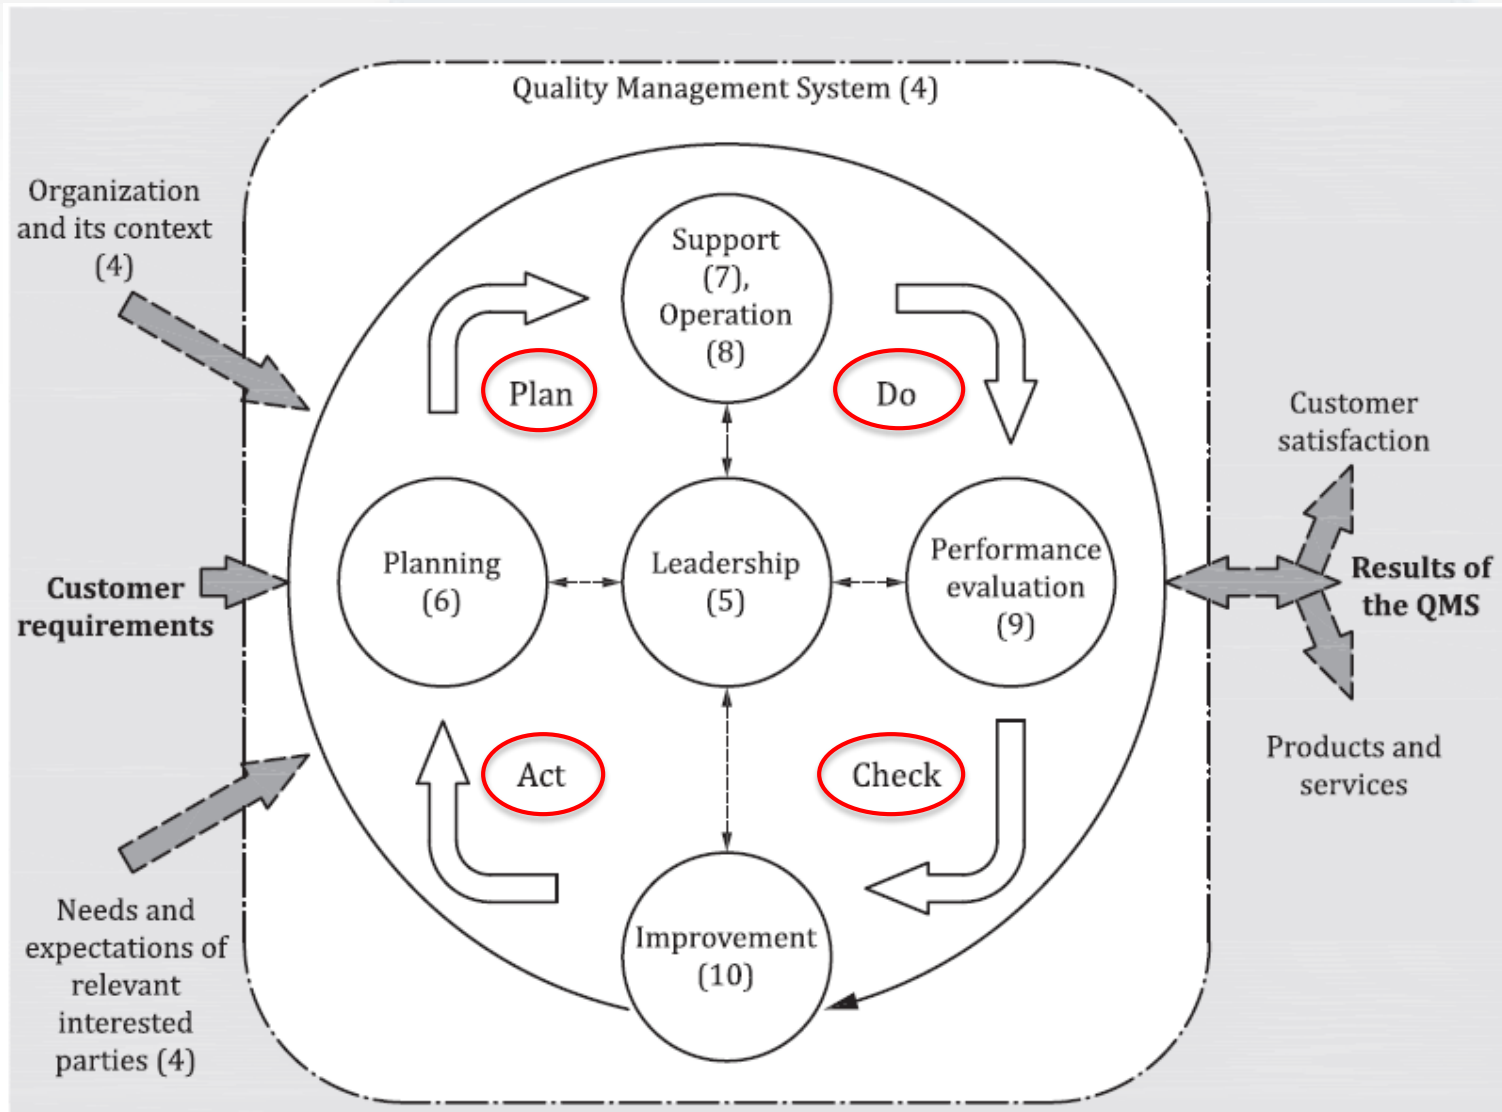 Quality Management System (4)
Organization
and its context
(4)
Support
(7),
Operation
(8)
Plan
Do
Customer
satisfaction
Planning
(6)
Leadership
(5)
Performance
evaluation
(9)
Customer
requirements
Results of
the QMS
Act
Check
Products and
services
Needs and
expectations of
relevant
interested
parties (4)
Improvement
(10)